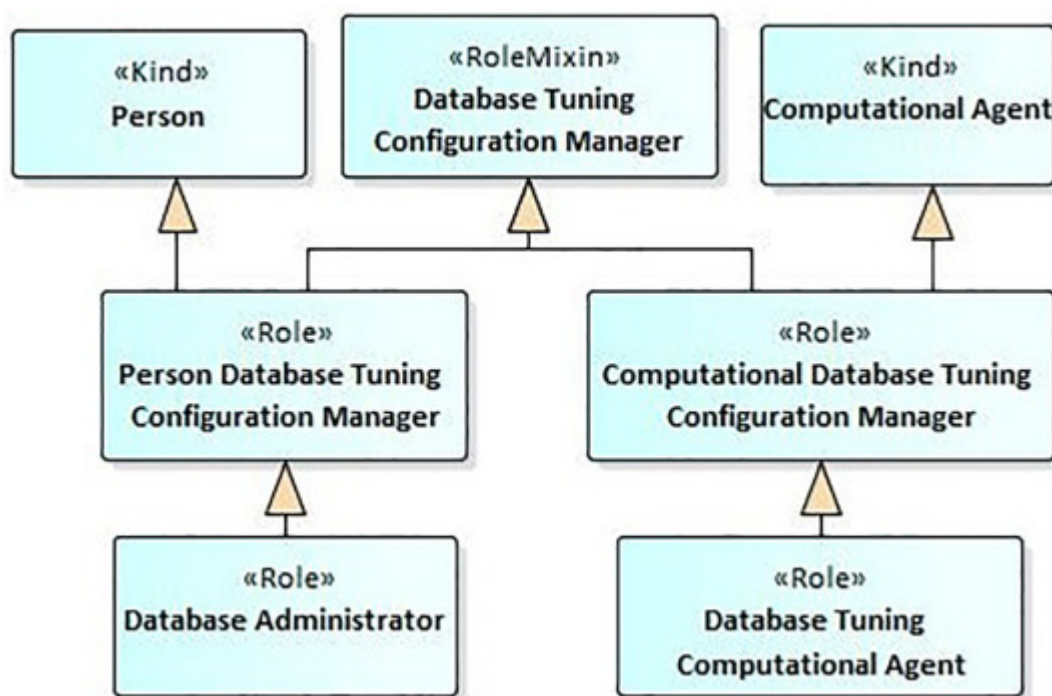 «Kind»
Person
«RoleMixin»
Database Tuning
Configuration Manager
«Kind»
Computational Agent
«Role»
Person Database Tuning
Configuration Manager
«Role»
Computational Database Tuning
Configuration Manager
«Role»
Database Administrator
«Role»
Database Tuning
Computational Agent